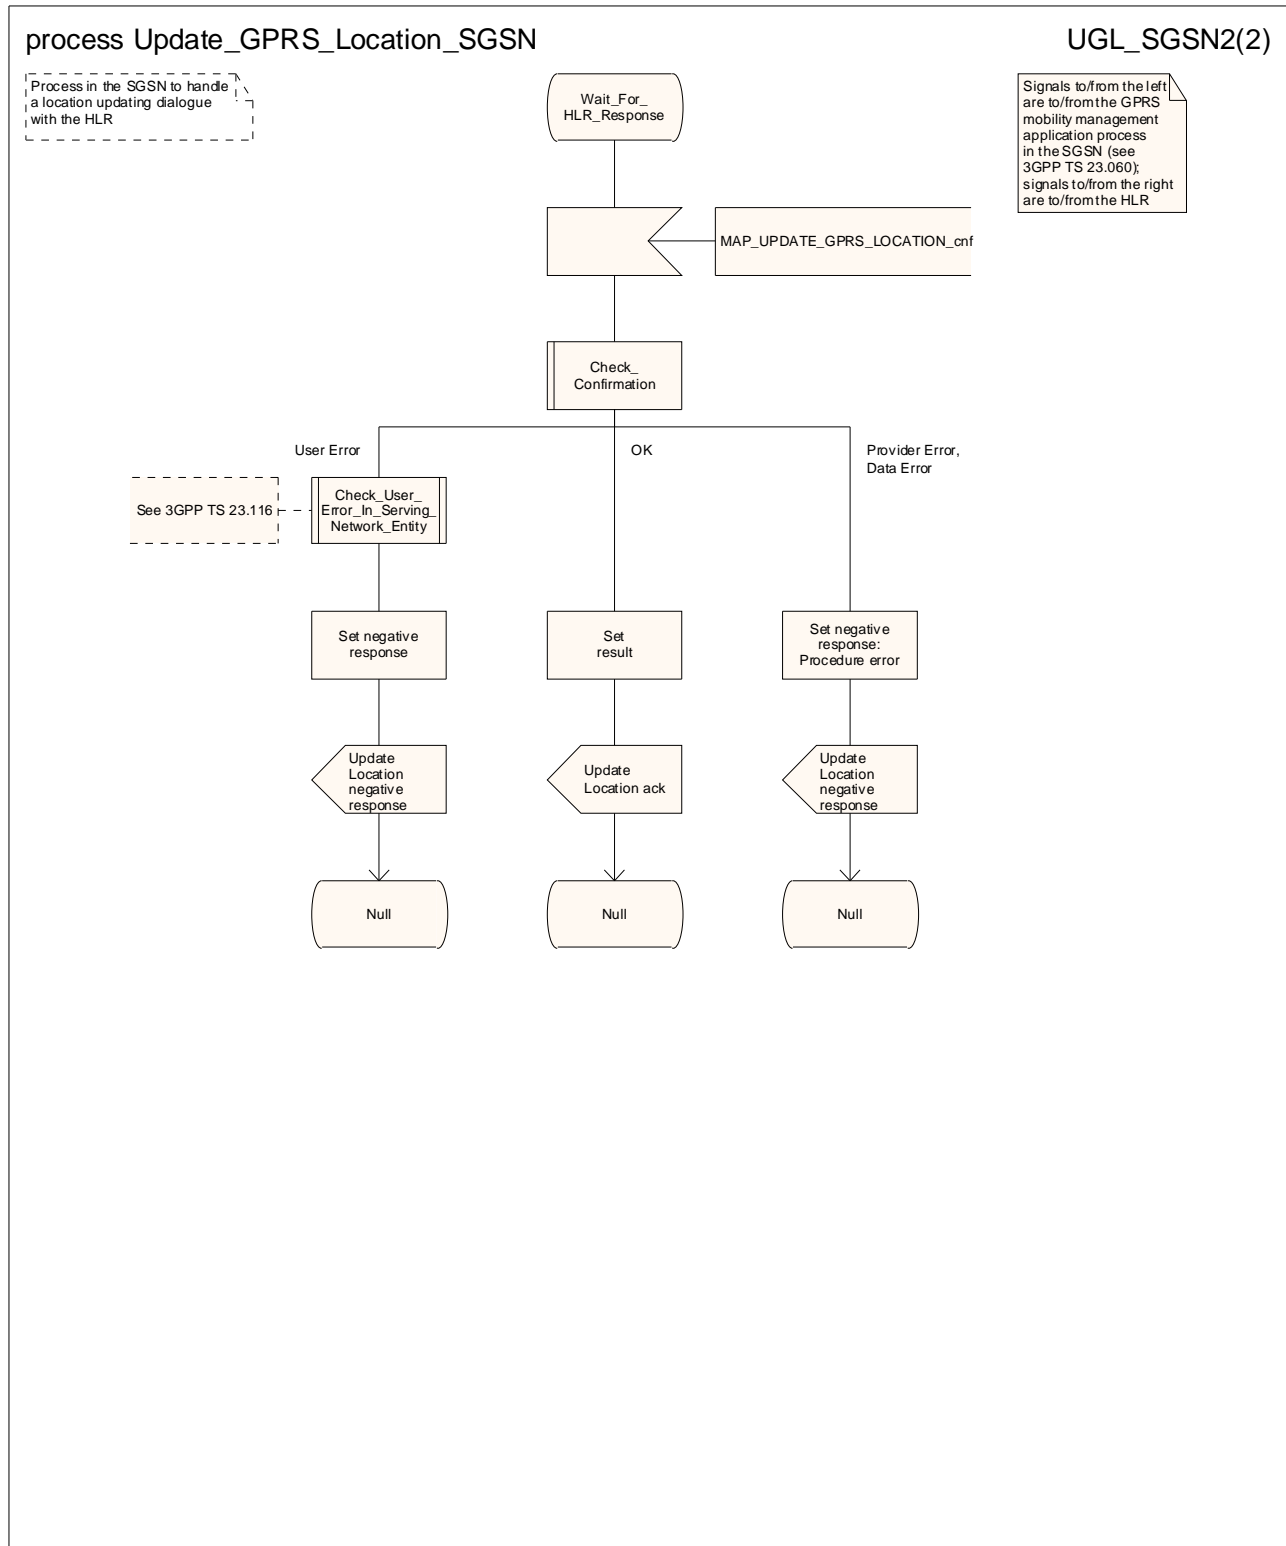 process Update_GPRS_Location_SGSN
UGL_SGSN2(2)
Process in the SGSN to handle
a location updating dialogue
with the HLR
Wait_For_
HLR_Response
Signals to/from the left
are to/from the GPRS
mobility management
application process
in the SGSN (see
3GPP TS 23.060);
signals to/from the right
are to/from the HLR
MAP_UPDATE_GPRS_LOCATION_cnf
Check_
Confirmation
User Error
OK
Provider Error,
Data Error
See 3GPP TS 23.116
Check_User_
Error_In_Serving_
Network_Entity
Set negative
response
Set
result
Set negative
response:
Procedure error
Update
Location
negative
response
Update
Location ack
Update
Location
negative
response
Null
Null
Null